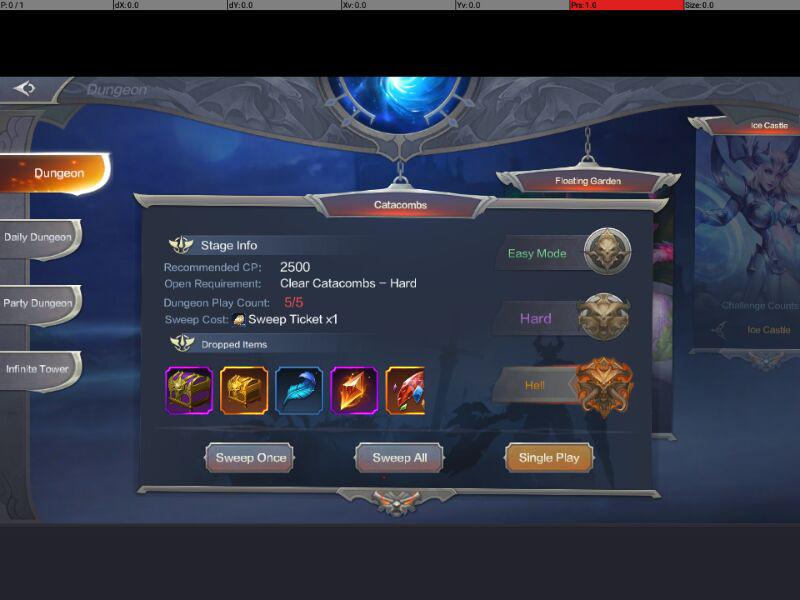 P: 0 / 1
dX: 0.0
dY: 0.0
Xv: 0.0
Yv: 0.0
Prs: 1.0
Size: 0.0
Dungeon
Ice Castle
Dungeon
Floating Garden
Catacombs
Daily Dungeon
Stage Info
Easy Mode
Recommended CP: 2500
Open Requirement: Clear Catacombs – Hard
Party Dungeon
Dungeon Play Count: 5/5
Challenge Counts
Sweep Cost: Sweep Ticket x1
Hard
Ice Castle
Dropped Items
Infinite Tower
Hell
Sweep Once
Sweep All
Single Play